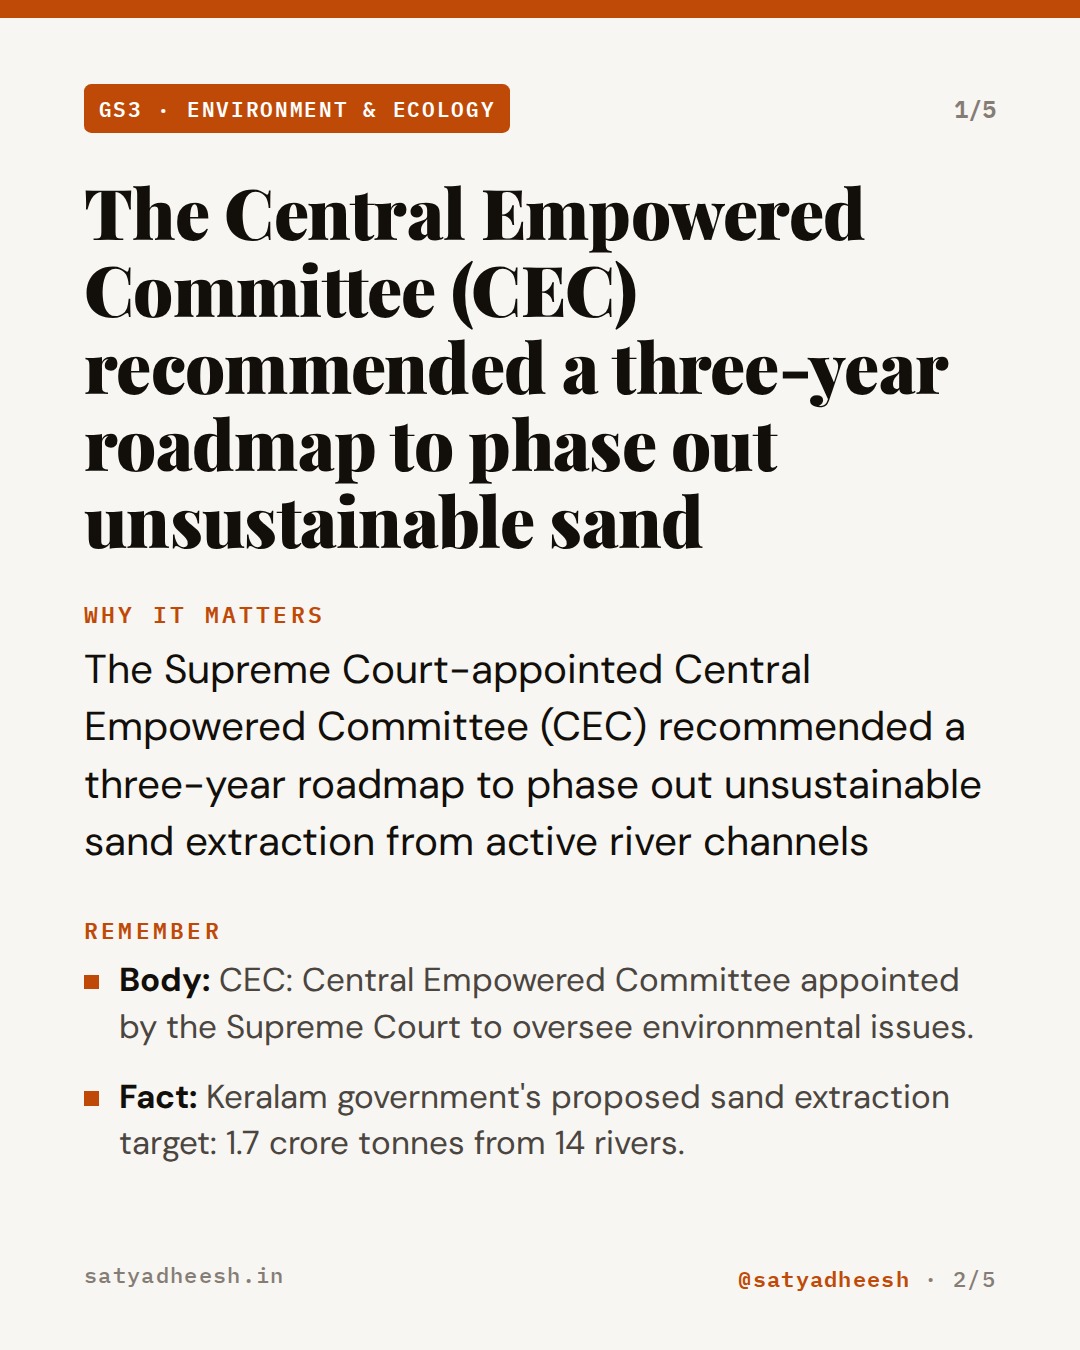 GS3 · ENVIRONMENT & ECOLOGY
1/5
The Central Empowered
Committee (CEC)
recommended a three-year
roadmap to phase out
unsustainable sand
WHY IT MATTERS
The Supreme Court-appointed Central
Empowered Committee (CEC) recommended a
three-year roadmap to phase out unsustainable
sand extraction from active river channels
REMEMBER
Body: CEC: Central Empowered Committee appointed
by the Supreme Court to oversee environmental issues.
Fact: Keralam government's proposed sand extraction
target: 1.7 crore tonnes from 14 rivers.
satyadheesh.in
@satyadheesh · 2/5